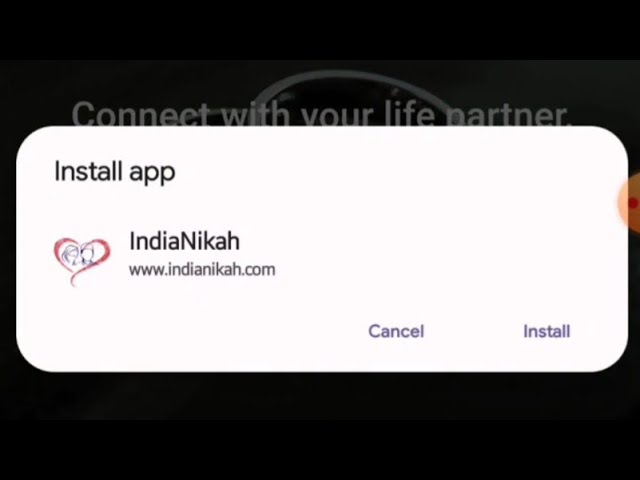 Connect with your life partner.
Install app
IndiaNikah
www.indianikah.com
Cancel
Install